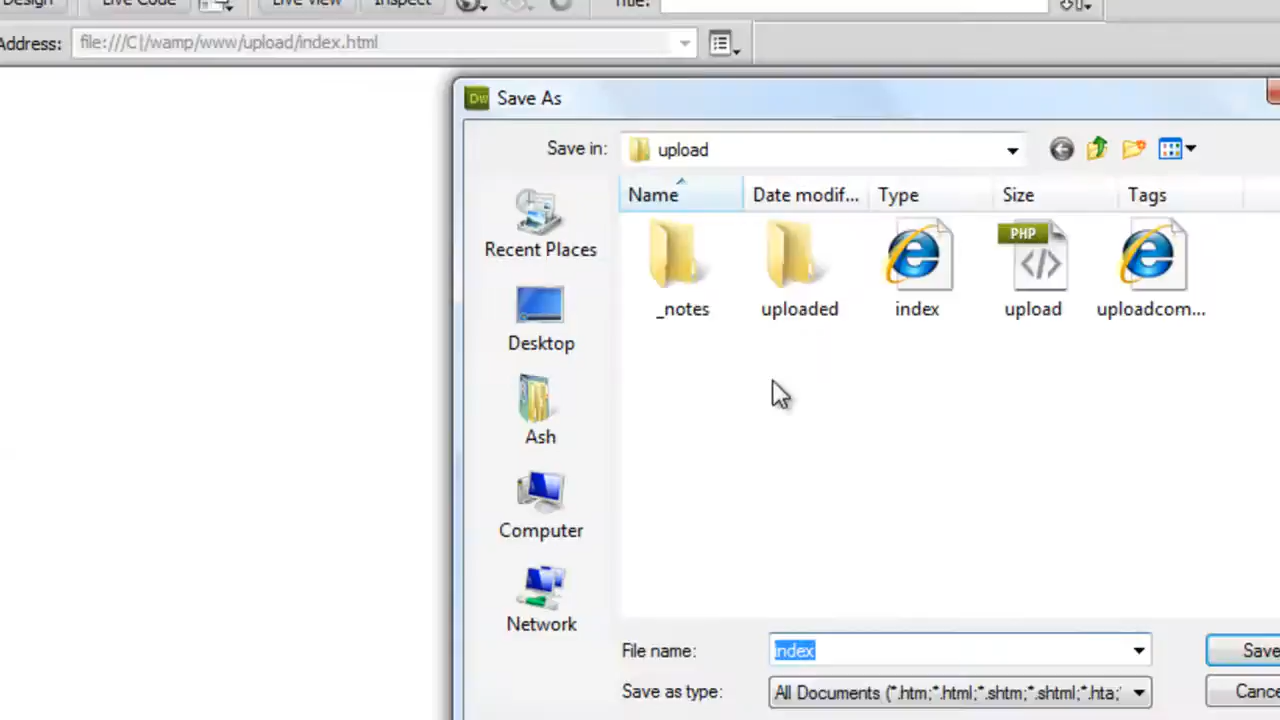 Design Live Code Live View Inspect Title:
Address: file:///C|/wamp/www/upload/index.html
Dw Save As
Save in: upload
Name Date modif... Type Size Tags
Recent Places
Desktop
Ash
Computer
Network
PHP
_notes uploaded index upload uploadcom...
File name: index
Save
Save as type: All Documents (*.htm;*.html;*.shtm;*.shtml;*.hta;'
Cance